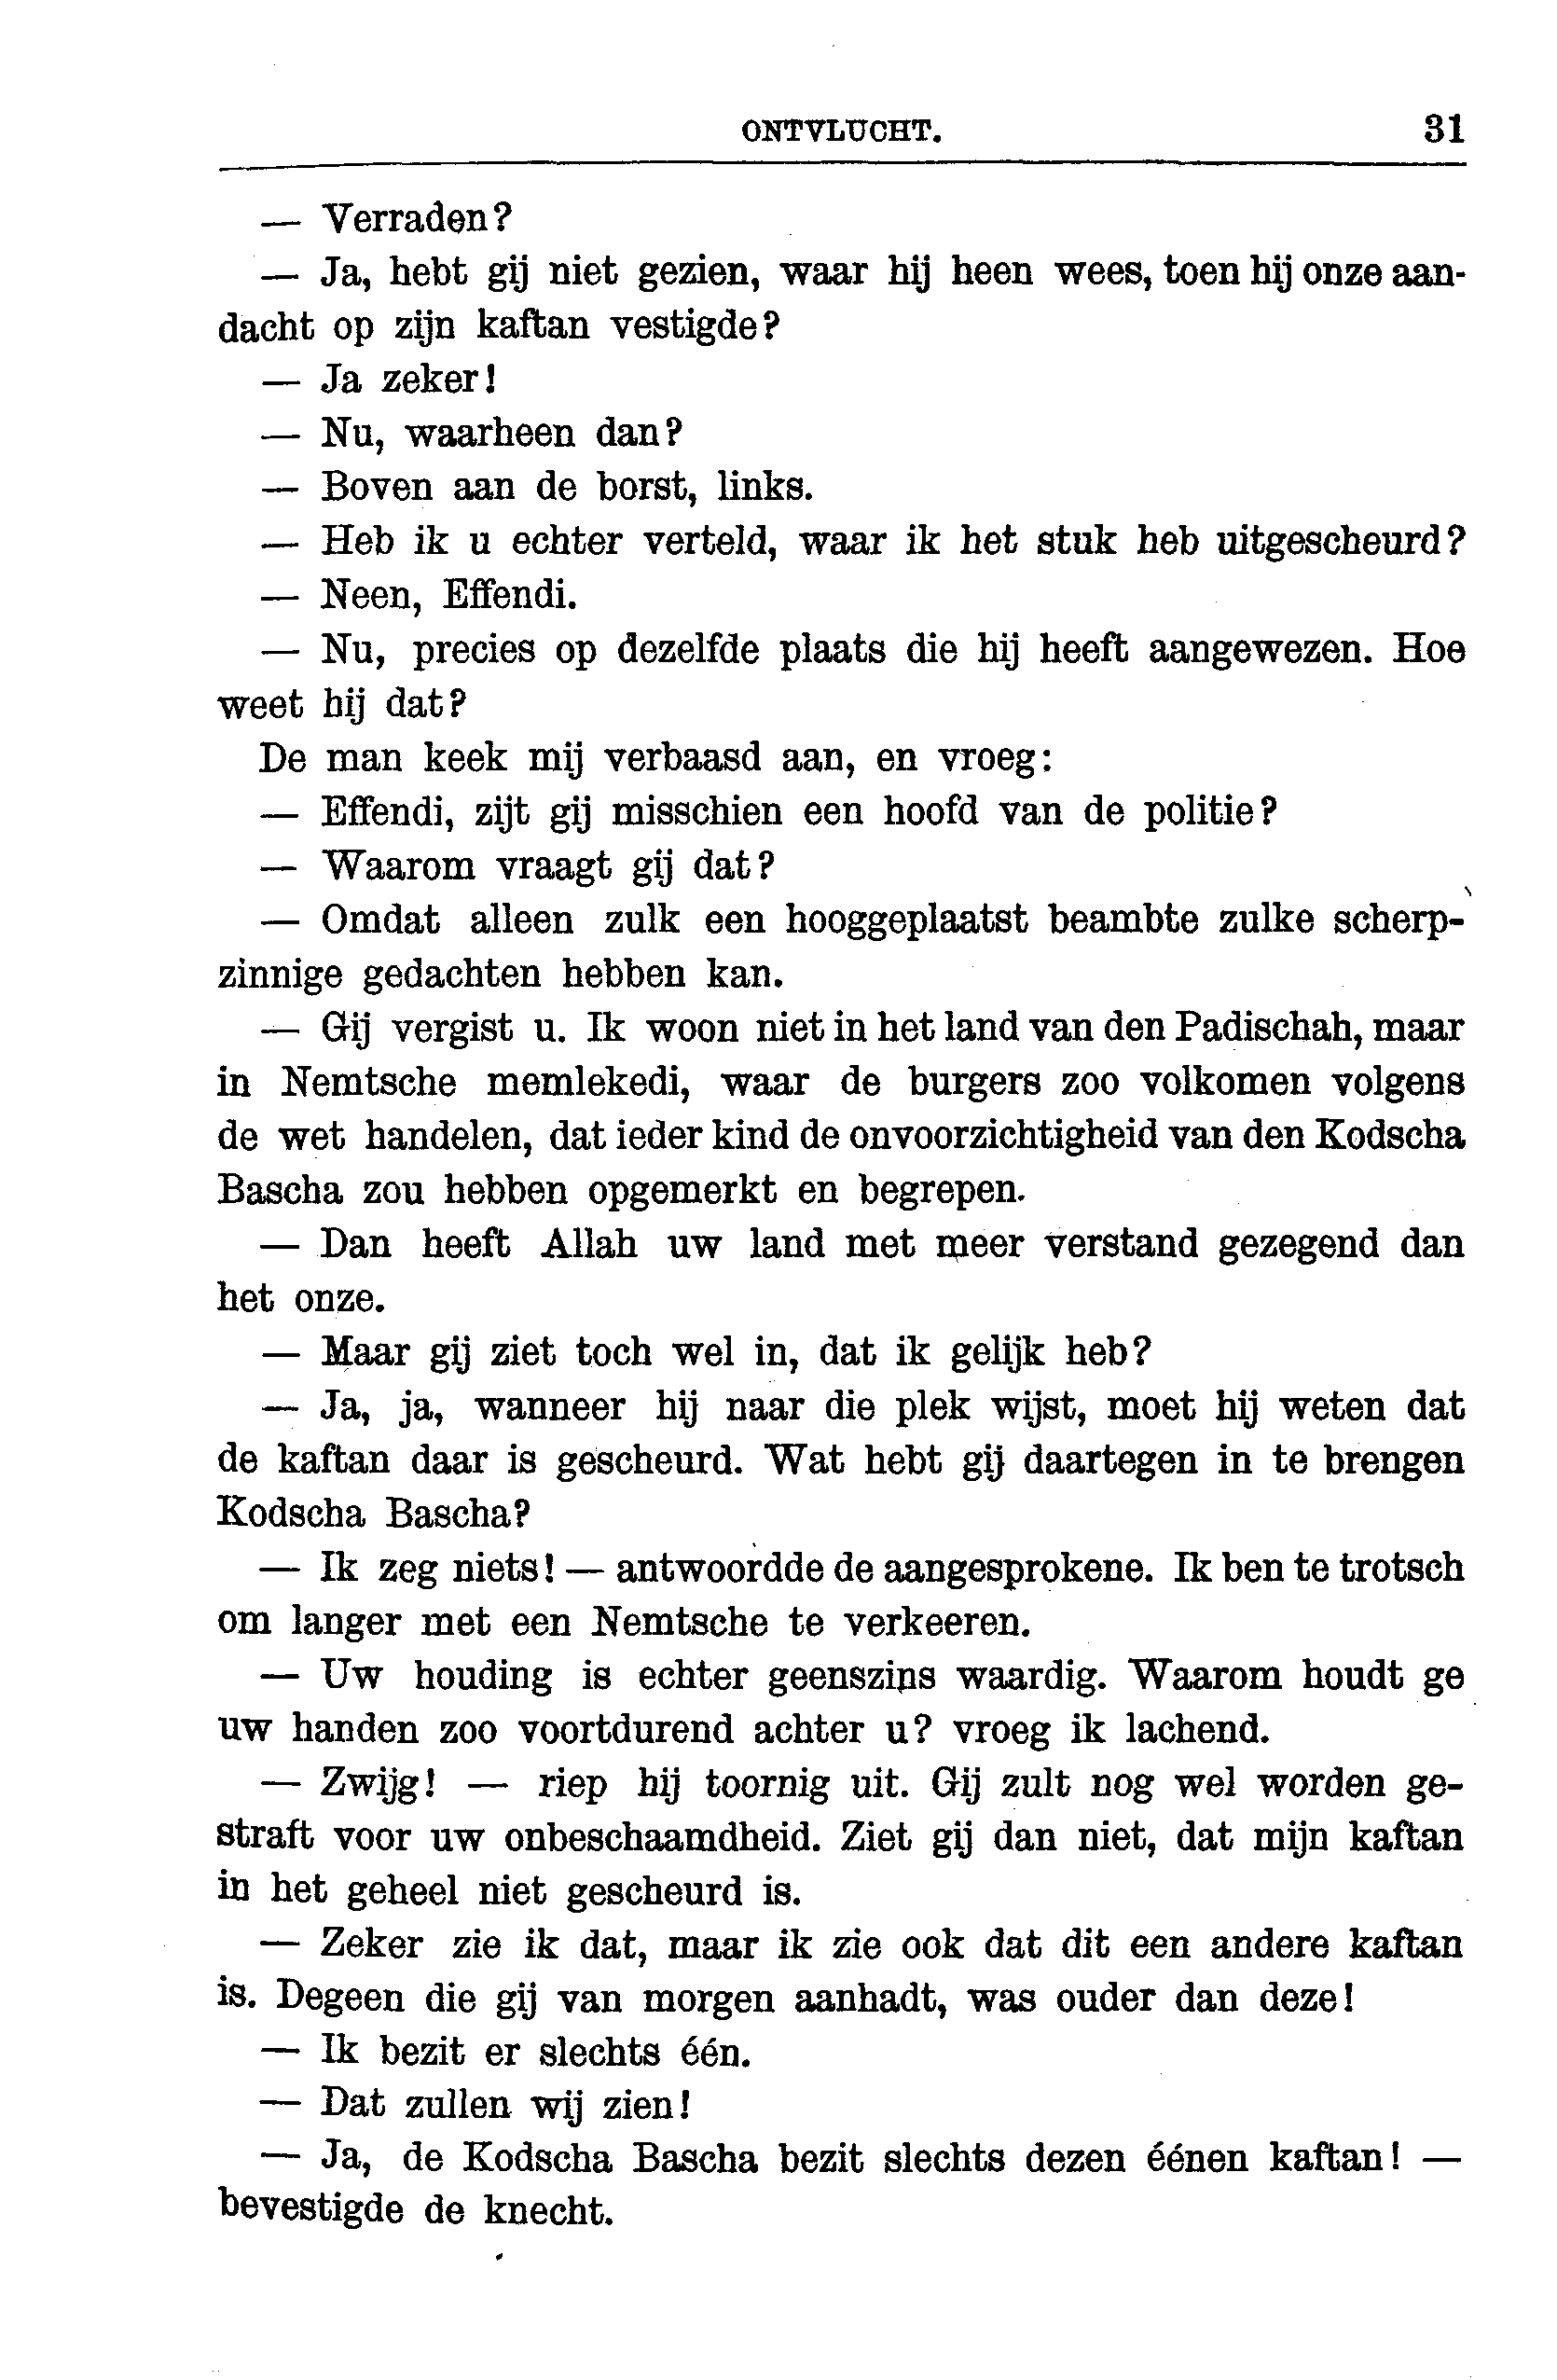 ONTVLUCHT. 31
— Verraden?
— Ja, hebt gij niet gezien, waar hij heen wees, toen hij onze aan-
dacht op zijn kaftan vestigde?
— Ja zeker!
— Nu, waarheen dan?
— Boven aan de borst, links.
— Heb ik u echter verteld, waar ik het stuk heb uitgescheurd?
— Neen, Effendi.
— Nu, precies op dezelfde plaats die hij heeft aangewezen. Hoe
weet hij dat?
De man keek mij verbaasd aan, en vroeg:
— Effendi, zijt gij misschien een hoofd van de politie?
— Waarom vraagt gij dat?
— Omdat alleen zulk een hooggeplaatst beambte zulke scherp-
zinnige gedachten hebben kan.
— Gij vergist u. Ik woon niet in het land van den Padischah, maar
in Nemtsche memlekedi, waar de burgers zoo volkomen volgens
de wet handelen, dat ieder kind de onvoorzichtigheid van den Kodscha
Bascha zou hebben opgemerkt en begrepen.
— Dan heeft Allah uw land met meer verstand gezegend dan
het onze.
— Maar gij ziet toch wel in, dat ik gelijk heb?
— Ja, ja, wanneer hij naar die plek wijst, moet hij weten dat
de kaftan daar is gescheurd. Wat hebt gij daartegen in te brengen
Kodscha Bascha?
— Ik zeg niets! — antwoordde de aangesprokene. Ik ben te trotsch
om langer met een Nemtsche te verkeeren.
— Uw houding is echter geenszins waardig. Waarom houdt ge
uw handen zoo voortdurend achter u? vroeg ik lachend.
— Zwijg! — riep hij toornig uit. Gij zult nog wel worden ge-
straft voor uw onbeschaamdheid. Ziet gij dan niet, dat mijn kaftan
in het geheel niet gescheurd is.
— Zeker zie ik dat, maar ik zie ook dat dit een andere kaftan
is. Degeen die gij van morgen aanhadt, was ouder dan deze!
— Ik bezit er slechts één.
— Dat zullen wij zien!
— Ja, de Kodscha Bascha bezit slechts dezen éénen kaftan! —
bevestigde de knecht.